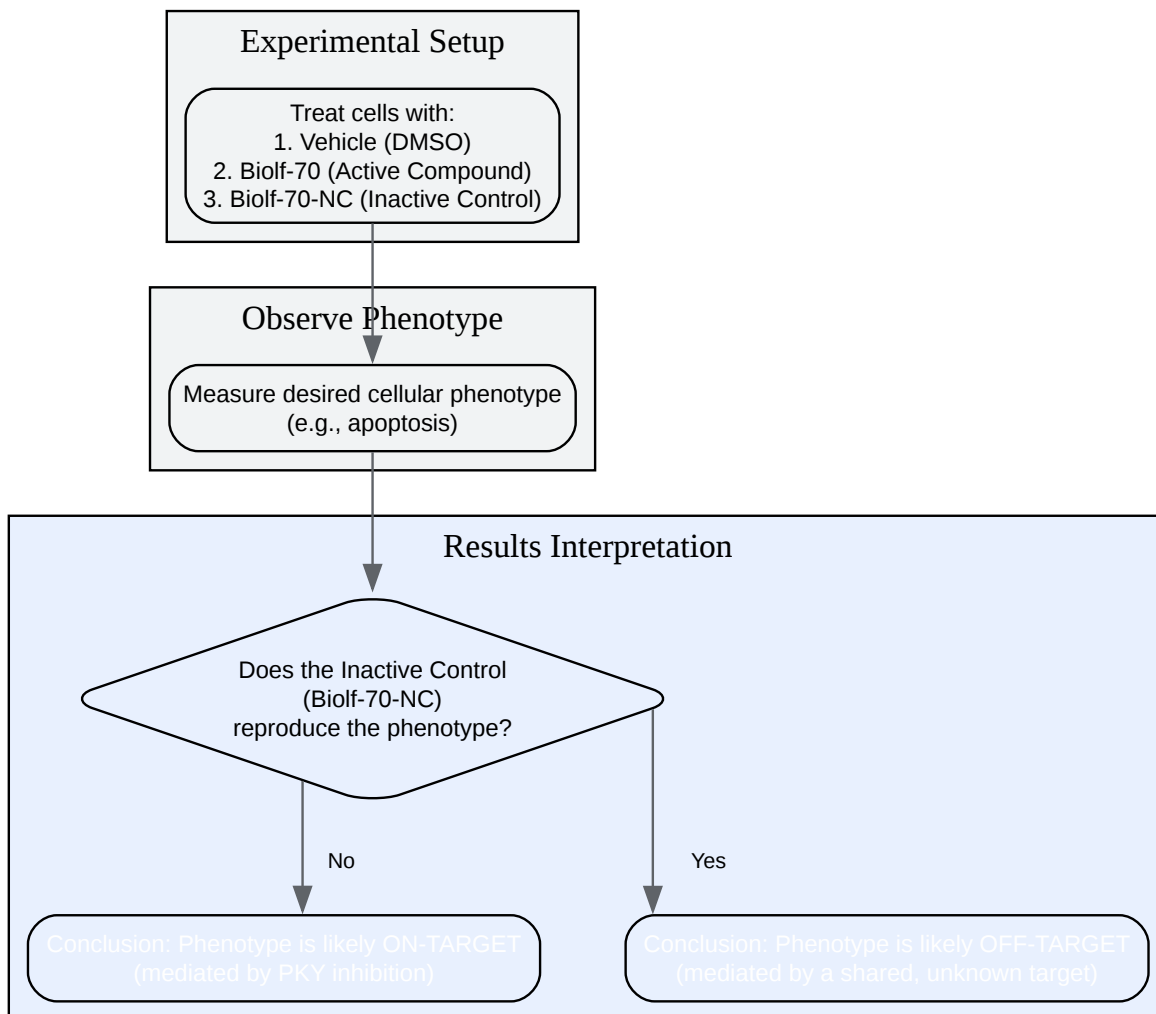 Experimental Setup
Treat cells with:
1. Vehicle (DMSO)
2. Biolf-70 (Active Compound)
3. Biolf-70-NC (Inactive Control)
Observe Phenotype
Measure desired cellular phenotype
(e.g., apoptosis)
Results Interpretation
Does the Inactive Control
(Biolf-70-NC)
reproduce the phenotype?
No
Yes
Conclusion: Phenotype is likely ON-TARGET
(mediated by PKY inhibition)
Conclusion: Phenotype is likely OFF-TARGET
(mediated by a shared, unknown target)